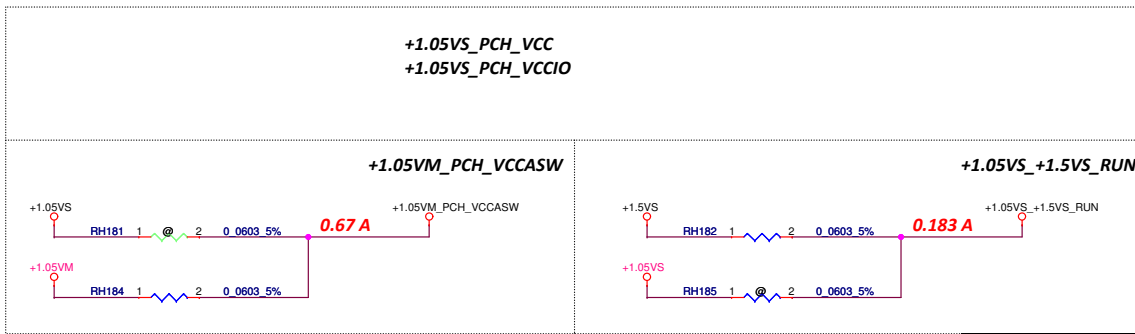 +1.05VS_PCH_VCC
+1.05VS_PCH_VCCIO
+1.05VM_PCH_VCCASW
+1.05VS
+1.05VM_PCH_VCCASW
RH181 1 @ 2 0_0603_5% 0.67 A
+1.05VM
RH184 1 2 0_0603_5%
+1.05VS_+1.5VS_RUN
+1.5VS
+1.05VS_+1.5VS_RUN
RH182 1 2 0_0603_5% 0.183 A
+1.05VS
RH185 1 @ 2 0_0603_5%